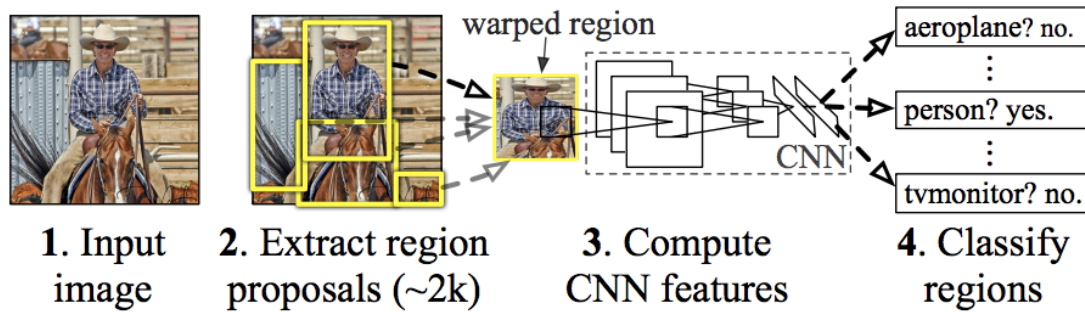 warped region
aeroplane? no.
⋮
person? yes.
CNN
⋮
tvmonitor? no.
1. Input
image
2. Extract region
proposals (~2k)
3. Compute
CNN features
4. Classify
regions